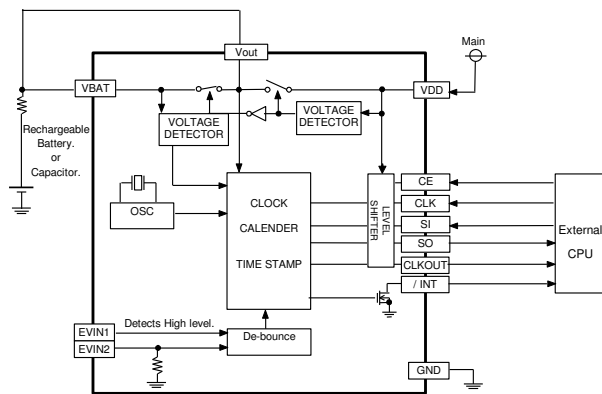 Vout
Main
VBAT
VDD
Rechargeable
Battery.
or
Capacitor.
VOLTAGE
DETECTOR
VOLTAGE
DETECTOR
OSC
CLOCK
CALENDER
TIME STAMP
LEVEL
SHIFTER
CE
CLK
SI
SO
CLKOUT
/ INT
External
CPU
EVIN1
EVIN2
Detects High level.
De-bounce
GND